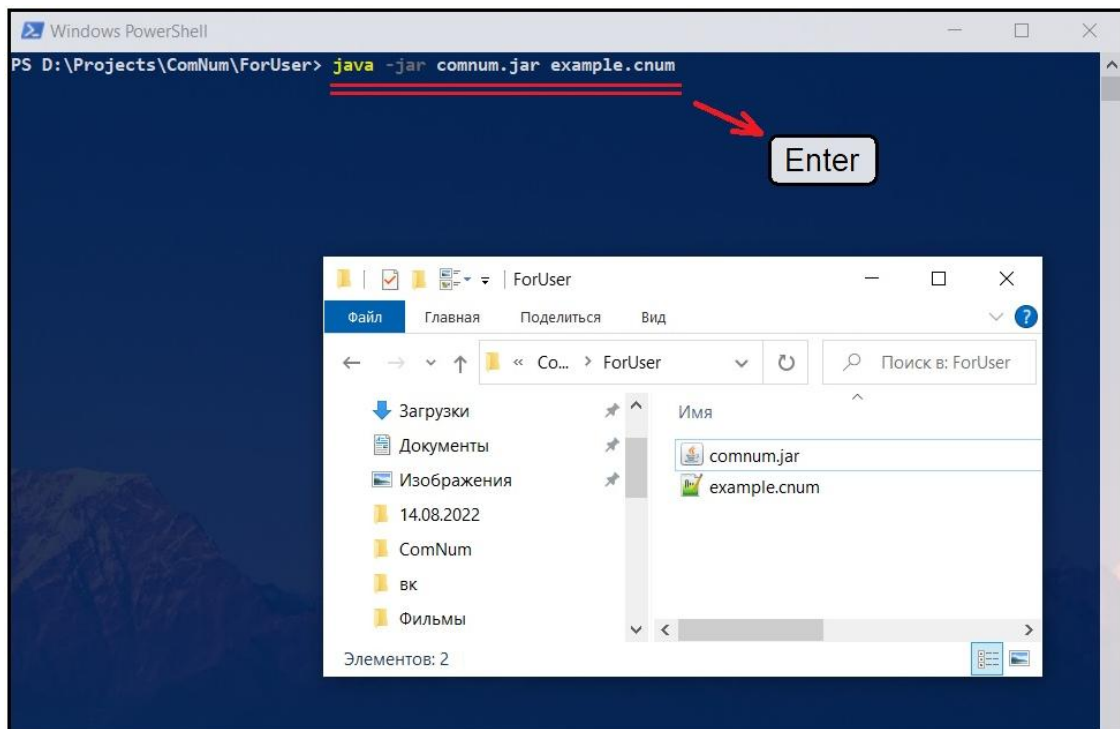 Windows PowerShell
PS D:\Projects\ComNum\ForUser> java -jar comnum.jar example.cnum
Enter
ForUser
Файл Главная Поделиться Вид
« Co... > ForUser Поиск в: ForUser
Загрузки
Документы
Изображения
14.08.2022
ComNum
вк
Фильмы
Имя
comnum.jar
example.cnum
Элементов: 2